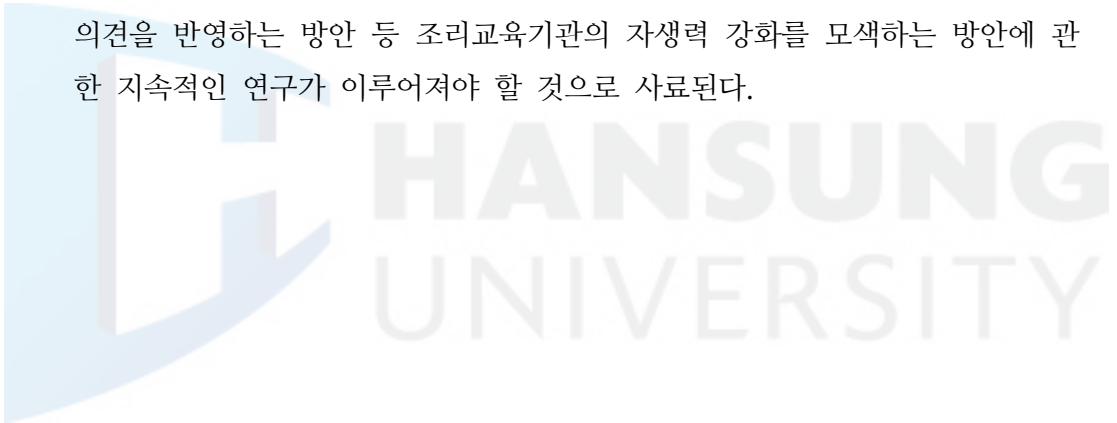 의견을 반영하는 방안 등 조리교육기관의 자생력 강화를 모색하는 방안에 관
한 지속적인 연구가 이루어져야 할 것으로 사료된다.
HANSUNG
UNIVERSITY